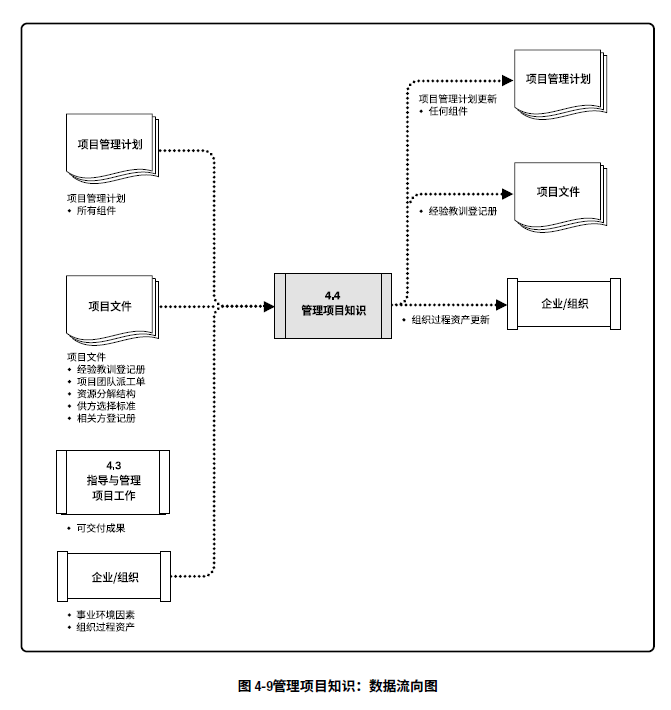 项目管理计划
项目管理计划
• 所有组件
项目文件
项目文件
• 经验教训登记册
• 项目团队派工单
• 资源分解结构
• 供方选择标准
• 相关方登记册
4.3
指导与管理
项目工作
• 可交付成果
企业/组织
• 事业环境因素
• 组织过程资产
4.4
管理项目知识
项目管理计划
项目管理计划更新
• 任何组件
项目文件
• 经验教训登记册
企业/组织
• 组织过程资产更新
图 4-9管理项目知识：数据流向图